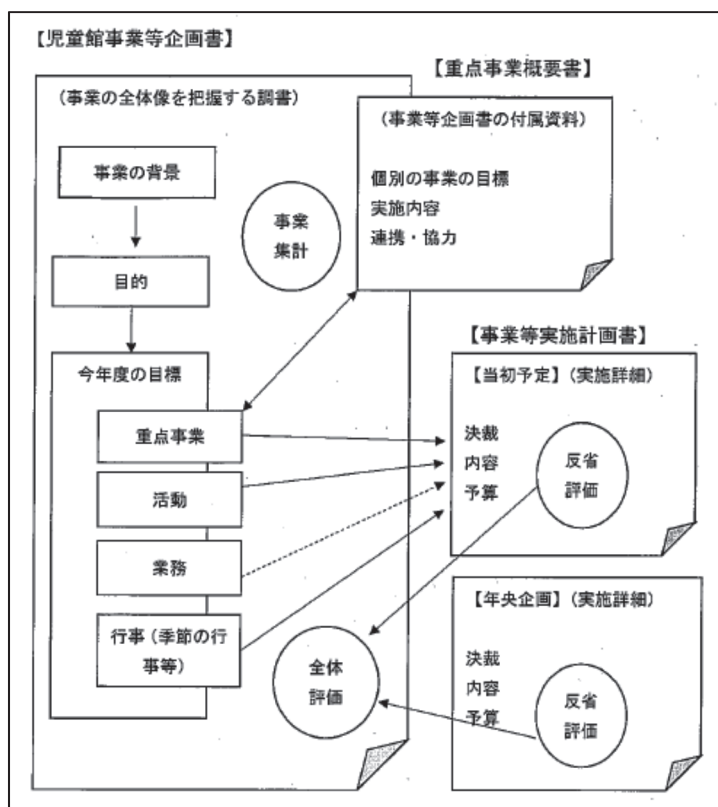 【児童館事業等企画書】
(事業の全体像を把握する調書)
事業の背景
目的
今年度の目標
重点事業
活動
業務
行事(季節の行
事等)
事業
集計
全体
評価
【重点事業概要書】
(事業等企画書の付属資料)
個別の事業の目標
実施内容
連携・協力
【事業等実施計画書】
【当初予定】(実施詳細)
決裁
内容
予算
反省
評価
【年央企画】(実施詳細)
決裁
内容
予算
反省
評価